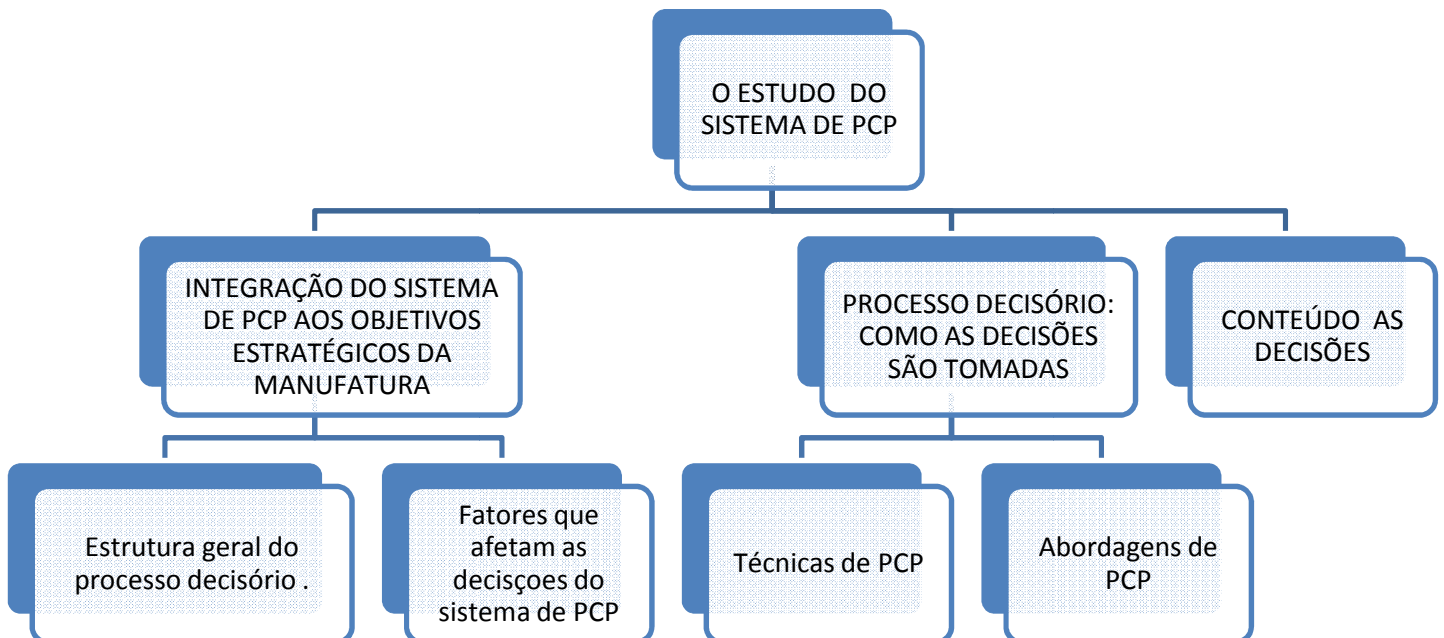 O ESTUDO DO
SISTEMA DE PCP
INTEGRAÇÃO DO SISTEMA
DE PCP AOS OBJETIVOS
ESTRATÉGICOS DA
MANUFATURA
PROCESSO DECISÓRIO:
COMO AS DECISÕES
SÃO TOMADAS
CONTEÚDO AS
DECISÕES
Estrutura geral do
processo decisório .
Fatores que
afetam as
decisçoes do
sistema de PCP
Técnicas de PCP
Abordagens de
PCP